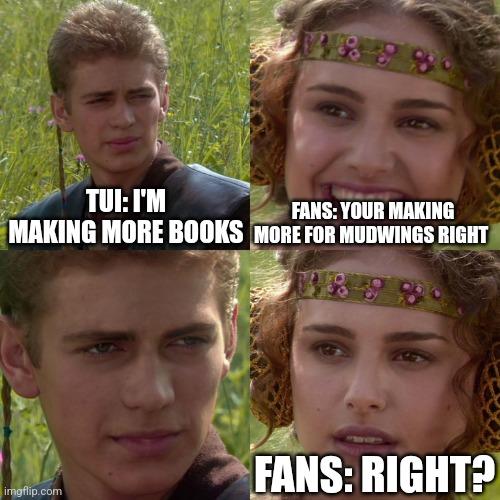 TUI: I'M
MAKING MORE BOOKS
FANS: YOUR MAKING
MORE FOR MUDWINGS RIGHT
FANS: RIGHT?
imgflip.com